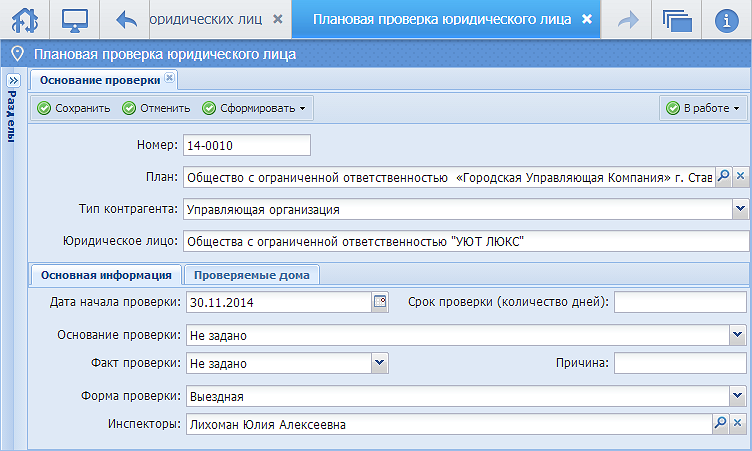 оридических лиц
Плановая проверка юридического лица
Плановая проверка юридического лица
Разделы
Основание проверки
Сохранить Отменить Сформировать В работе
Номер: 14-0010
План: Общество с ограниченной ответственностью «Городская Управляющая Компания» г. Став
Тип контрагента: Управляющая организация
Юридическое лицо: Общества с ограниченной ответственностью "УЮТ ЛЮКС"
Основная информация Проверяемые дома
Дата начала проверки: 30.11.2014 Срок проверки (количество дней):
Основание проверки: Не задано
Факт проверки: Не задано Причина:
Форма проверки: Выездная
Инспекторы: Лихоман Юлия Алексеевна